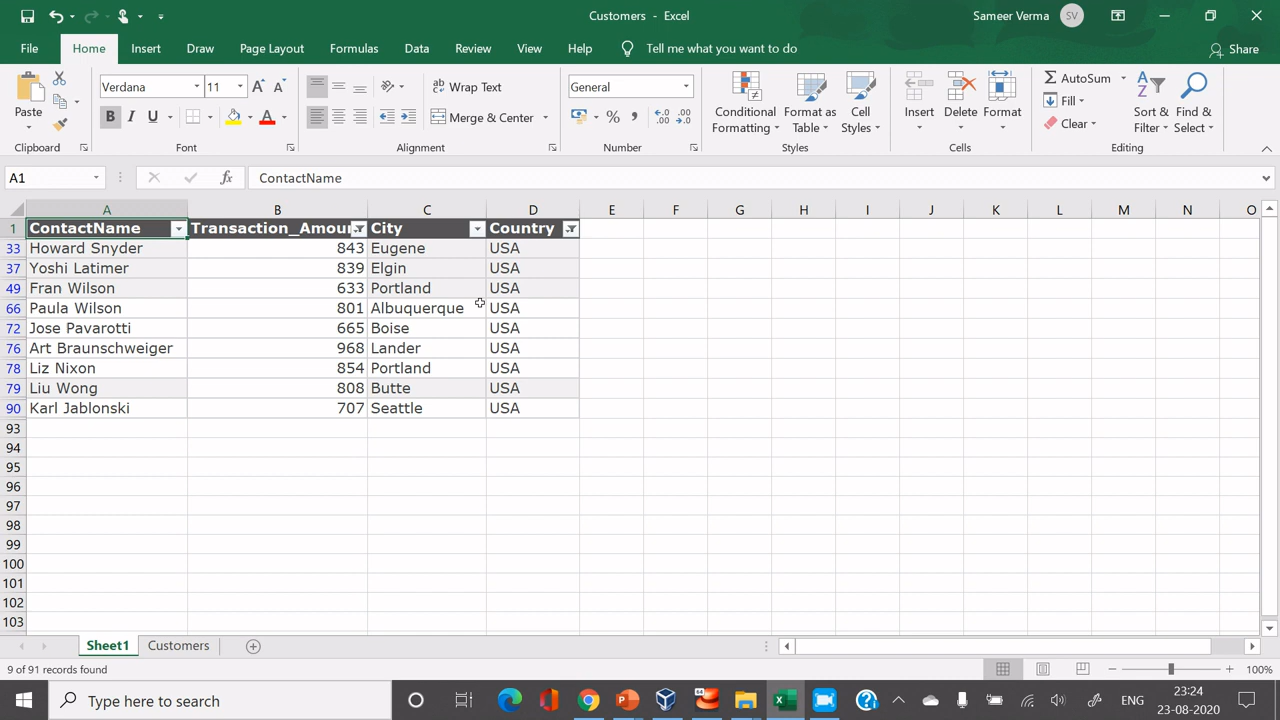 Customers - Excel
Sameer Verma
SV
File Home Insert Draw Page Layout Formulas Data Review View Help Tell me what you want to do
Share
Paste
Clipboard
Verdana 11
B I U
Font
Wrap Text
Merge & Center
Alignment
General
Number
Conditional Formatting
Format as Table
Cell Styles
Styles
Insert Delete Format
Cells
AutoSum
Fill
Clear
Sort & Filter
Find & Select
Editing
A1 fx ContactName
A B C D E F G H I J K L M N O
1 ContactName Transaction_Amou City Country
33 Howard Snyder 843 Eugene USA
37 Yoshi Latimer 839 Elgin USA
49 Fran Wilson 633 Portland USA
66 Paula Wilson 801 Albuquerque USA
72 Jose Pavarotti 665 Boise USA
76 Art Braunschweiger 968 Lander USA
78 Liz Nixon 854 Portland USA
79 Liu Wong 808 Butte USA
90 Karl Jablonski 707 Seattle USA
93
94
95
96
97
98
99
100
101
102
103
Sheet1 Customers
9 of 91 records found
100%
Type here to search
64
ENG
23:24
23-08-2020